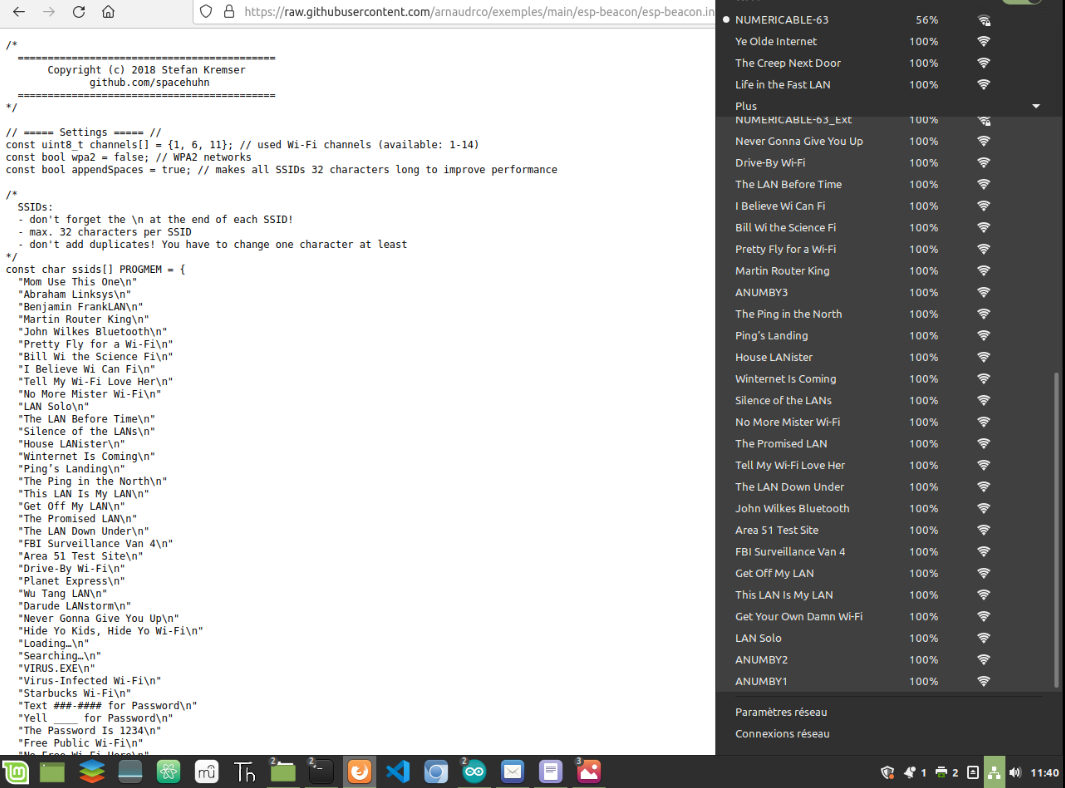 https://raw.githubusercontent.com/arnaudrco/exemples/main/esp-beacon/esp-beacon.in
/*
===========================================
Copyright (c) 2018 Stefan Kremser
github.com/spacehuhn
===========================================
*/
// ===== Settings ===== //
const uint8_t channels[] = {1, 6, 11}; // used Wi-Fi channels (available: 1-14)
const bool wpa2 = false; // WPA2 networks
const bool appendSpaces = true; // makes all SSIDs 32 characters long to improve performance
/*
SSIDs:
- don't forget the \n at the end of each SSID!
- max. 32 characters per SSID
- don't add duplicates! You have to change one character at least
*/
const char ssids[] PROGMEM = {
"Mom Use This One\n"
"Abraham Linksys\n"
"Benjamin FrankLAN\n"
"Martin Router King\n"
"John Wilkes Bluetooth\n"
"Pretty Fly for a Wi-Fi\n"
"Bill Wi the Science Fi\n"
"I Believe Wi Can Fi\n"
"Tell My Wi-Fi Love Her\n"
"No More Mister Wi-Fi\n"
"LAN Solo\n"
"The LAN Before Time\n"
"Silence of the LANs\n"
"House LANister\n"
"Winternet Is Coming\n"
"Ping’s Landing\n"
"The Ping in the North\n"
"This LAN Is My LAN\n"
"Get Off My LAN\n"
"The Promised LAN\n"
"The LAN Down Under\n"
"FBI Surveillance Van 4\n"
"Area 51 Test Site\n"
"Drive-By Wi-Fi\n"
"Planet Express\n"
"Wu Tang LAN\n"
"Darude LANstorm\n"
"Never Gonna Give You Up\n"
"Hide Yo Kids, Hide Yo Wi-Fi\n"
"Loading…\n"
"Searching…\n"
"VIRUS.EXE\n"
"Virus-Infected Wi-Fi\n"
"Starbucks Wi-Fi\n"
"Text ###-#### for Password\n"
"Yell ____ for Password\n"
"The Password Is 1234\n"
"Free Public Wi-Fi\n"
"No Free Wi-Fi Here\n"
NUMERICABLE-63 56%
Ye Olde Internet 100%
The Creep Next Door 100%
Life in the Fast LAN 100%
Plus
NUMERICABLE-63_Ext 100%
Never Gonna Give You Up 100%
Drive-By Wi-Fi 100%
The LAN Before Time 100%
I Believe Wi Can Fi 100%
Bill Wi the Science Fi 100%
Pretty Fly for a Wi-Fi 100%
Martin Router King 100%
ANUMBY3 100%
The Ping in the North 100%
Ping’s Landing 100%
House LANister 100%
Winternet Is Coming 100%
Silence of the LANs 100%
No More Mister Wi-Fi 100%
The Promised LAN 100%
Tell My Wi-Fi Love Her 100%
The LAN Down Under 100%
John Wilkes Bluetooth 100%
Area 51 Test Site 100%
FBI Surveillance Van 4 100%
Get Off My LAN 100%
This LAN Is My LAN 100%
Get Your Own Damn Wi-Fi 100%
LAN Solo 100%
ANUMBY2 100%
ANUMBY1 100%
Paramètres réseau
Connexions réseau
mü Th 2 2 2 3 1 2 11:40